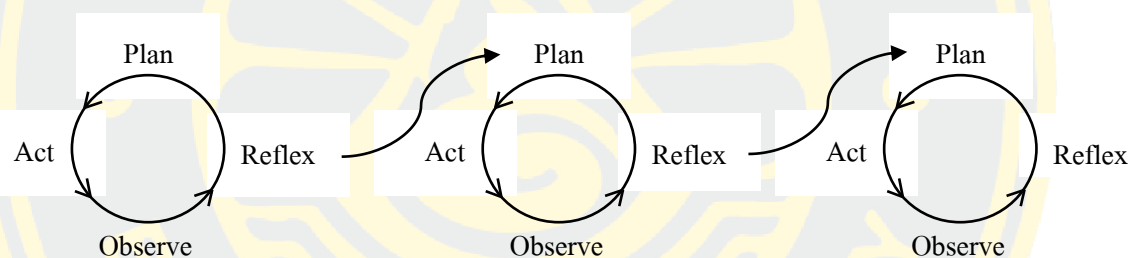 Plan Plan Plan
Act Reflex Act Reflex Act Reflex
Observe Observe Observe